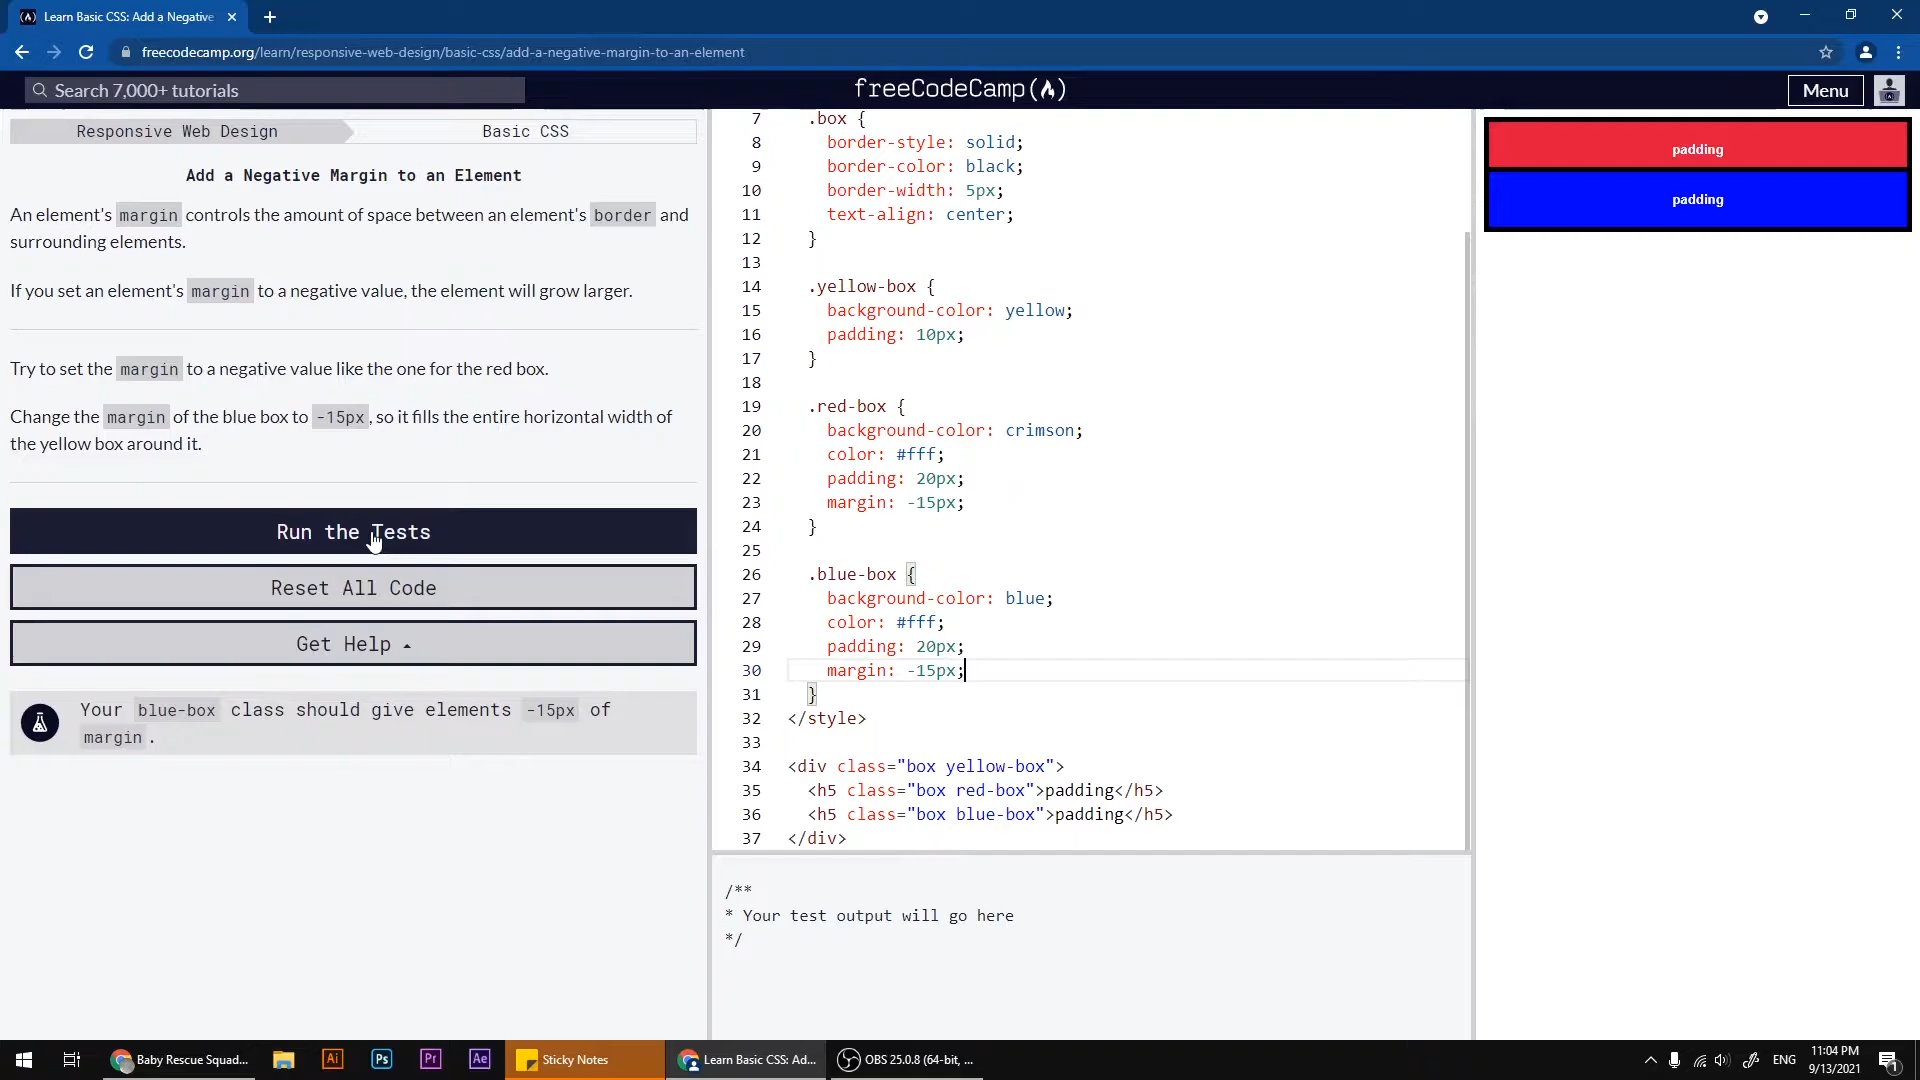 Learn Basic CSS: Add a Negative
freecodecamp.org/learn/responsive-web-design/basic-css/add-a-negative-margin-to-an-element
Search 7,000+ tutorials
freeCodeCamp
Menu
Responsive Web Design
Basic CSS
Add a Negative Margin to an Element
An element's margin controls the amount of space between an element's border and
surrounding elements.
If you set an element's margin to a negative value, the element will grow larger.
Try to set the margin to a negative value like the one for the red box.
Change the margin of the blue box to -15px, so it fills the entire horizontal width of
the yellow box around it.
Run the Tests
Reset All Code
Get Help
Your blue-box class should give elements -15px of
margin.
7 .box {
8 border-style: solid;
9 border-color: black;
10 border-width: 5px;
11 text-align: center;
12 }
13
14 .yellow-box {
15 background-color: yellow;
16 padding: 10px;
17 }
18
19 .red-box {
20 background-color: crimson;
21 color: #fff;
22 padding: 20px;
23 margin: -15px;
24 }
25
26 .blue-box {
27 background-color: blue;
28 color: #fff;
29 padding: 20px;
30 margin: -15px;
31 }
32 </style>
33
34 <div class="box yellow-box">
35 <h5 class="box red-box">padding</h5>
36 <h5 class="box blue-box">padding</h5>
37 </div>
/**
* Your test output will go here
*/
padding
padding
Baby Rescue Squad...
Ai
Ps
Pr
Ae
Sticky Notes
Learn Basic CSS: Ad...
OBS 25.0.8 (64-bit, ...
ENG
11:04 PM
9/13/2021
1